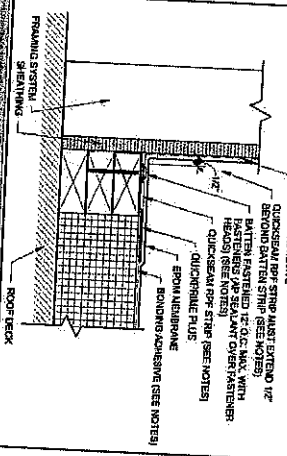 QUICKSEAM RPF STRIP MUST EXTEND 1/2"
BEYOND BATTEN STRIP (SEE NOTES)
BATTEN FASTENED 12" O.C. MAX. WITH
FASTENERS (AP SEALANT OVER FASTENER
HEADS) (SEE NOTES)
QUICKSEAM RPF STRIP (SEE NOTES)
QUICKPRIME PLUS
EPDM MEMBRANE
BONDING ADHESIVE (SEE NOTES)
1/2"
FRAMING SYSTEM
SHEATHING
ROOF DECK